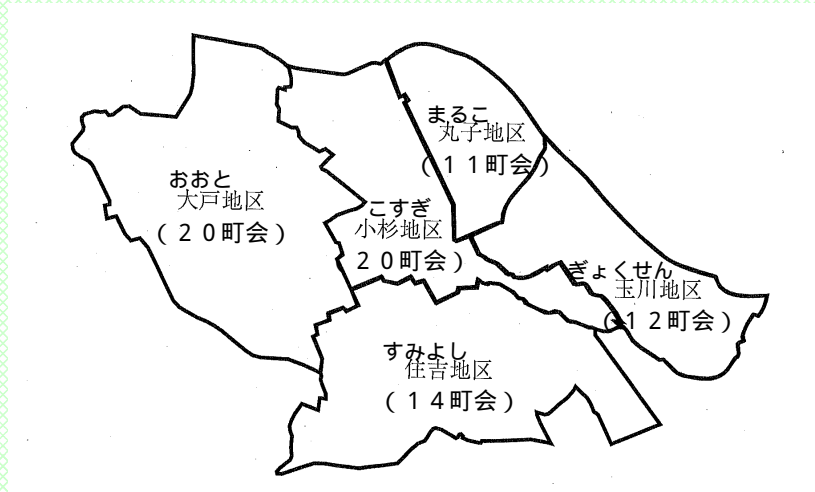 まるこ
丸子地区
（１１町会）
おおと
大戸地区
（２０町会）
こすぎ
小杉地区
２０町会）
ぎょくせん
玉川地区
（１２町会）
すみよし
住吉地区
（１４町会）